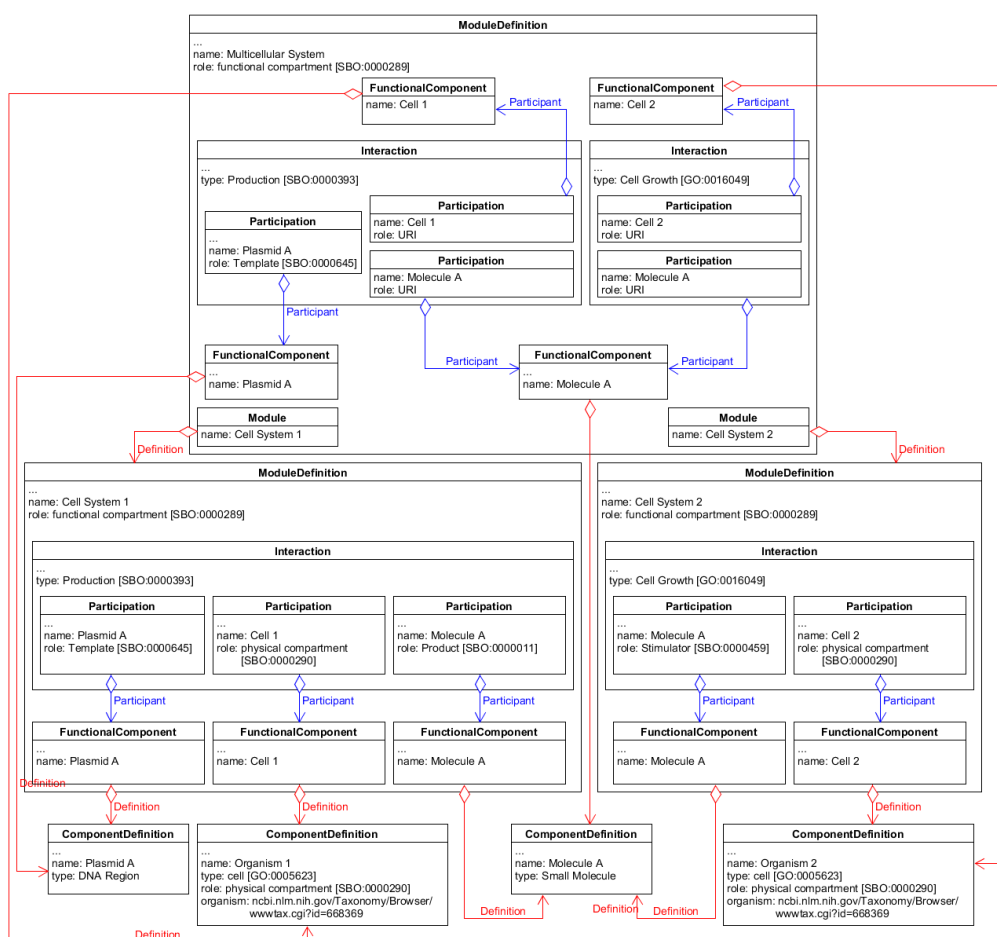 ModuleDefinition
...
name: Multicellular System
role: functional compartment [SBO:0000289]
FunctionalComponent
name: Cell 1
FunctionalComponent
name: Cell 2
Participant
Participant
Interaction
...
type: Production [SBO:0000393]
Participation
...
name: Plasmid A
role: Template [SBO:0000645]
Participation
name: Cell 1
role: URI
Participation
name: Molecule A
role: URI
Interaction
...
type: Cell Growth [GO:0016049]
Participation
name: Cell 2
role: URI
Participation
name: Molecule A
role: URI
Participant
Participant
Participant
FunctionalComponent
...
name: Plasmid A
FunctionalComponent
...
name: Molecule A
Module
name: Cell System 1
Module
name: Cell System 2
Definition
Definition
ModuleDefinition
...
name: Cell System 1
role: functional compartment [SBO:0000289]
Interaction
...
type: Production [SBO:0000393]
Participation
...
name: Plasmid A
role: Template [SBO:0000645]
Participation
...
name: Cell 1
role: physical compartment
[SBO:0000290]
Participation
...
name: Molecule A
role: Product [SBO:0000011]
Participant
Participant
Participant
FunctionalComponent
...
name: Plasmid A
FunctionalComponent
...
name: Cell 1
FunctionalComponent
...
name: Molecule A
ModuleDefinition
...
name: Cell System 2
role: functional compartment [SBO:0000289]
Interaction
...
type: Cell Growth [GO:0016049]
Participation
...
name: Molecule A
role: Stimulator [SBO:0000459]
Participation
...
name: Cell 2
role: physical compartment
[SBO:0000290]
Participant
Participant
FunctionalComponent
...
name: Molecule A
FunctionalComponent
...
name: Cell 2
Definition
Definition
Definition
Definition
ComponentDefinition
...
name: Plasmid A
type: DNA Region
ComponentDefinition
...
name: Organism 1
type: cell [GO:0005623]
role: physical compartment [SBO:0000290]
organism: ncbi.nlm.nih.gov/Taxonomy/Browser/
wwwtax.cgi?id=668369
ComponentDefinition
...
name: Molecule A
type: Small Molecule
ComponentDefinition
...
name: Organism 2
type: cell [GO:0005623]
role: physical compartment [SBO:0000290]
organism: ncbi.nlm.nih.gov/Taxonomy/Browser/
wwwtax.cgi?id=668369
Definition
Definition
Definition
Definition